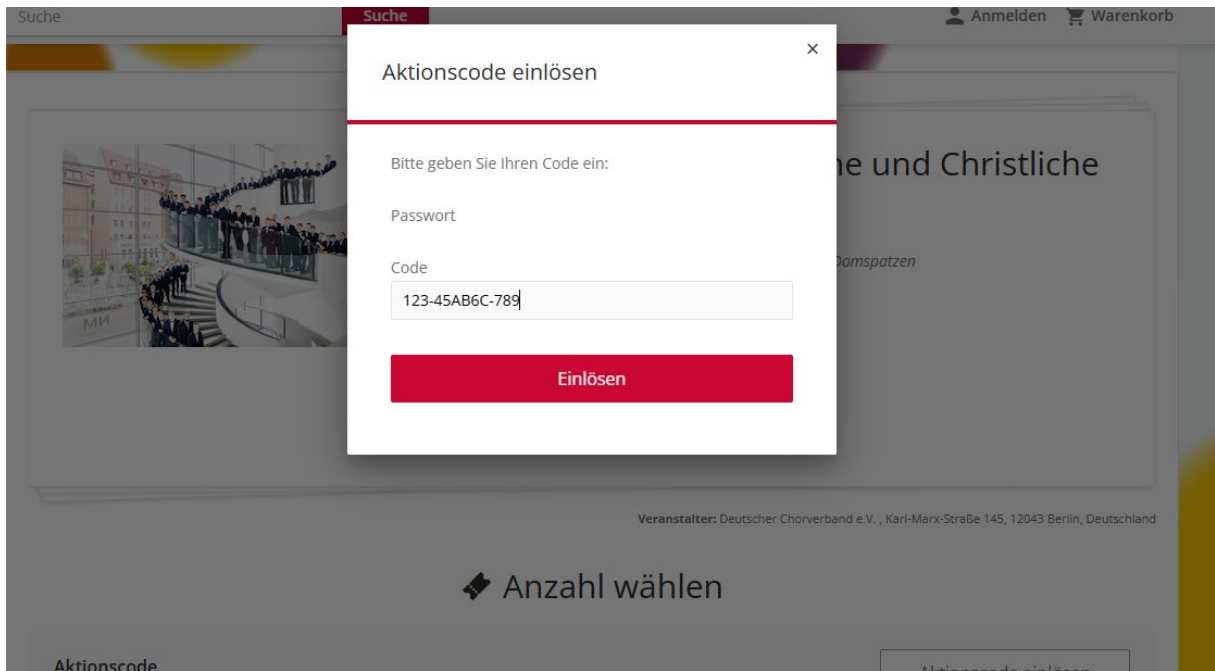 Suche
Suche
Anmelden
Warenkorb
Aktionscode einlösen
×
ne und Christliche
Bitte geben Sie Ihren Code ein:
Passwort
Domspatzen
Code
123-45AB6C-789
Einlösen
Veranstalter: Deutscher Chorverband e.V. , Karl-Marx-Straße 145, 12043 Berlin, Deutschland
Anzahl wählen
Aktionscode
Aktionscode einlösen